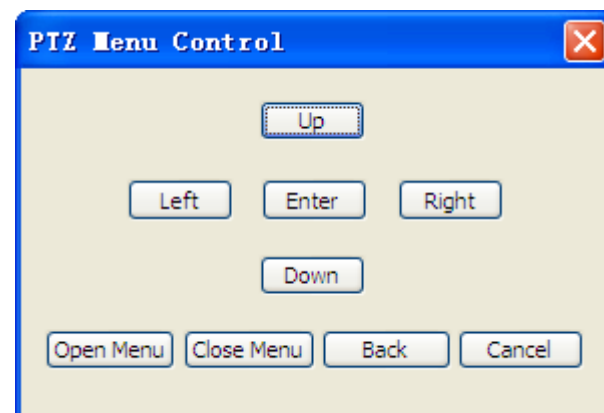 PTZ Menu Control
Up
Left Enter Right
Down
Open Menu Close Menu Back Cancel